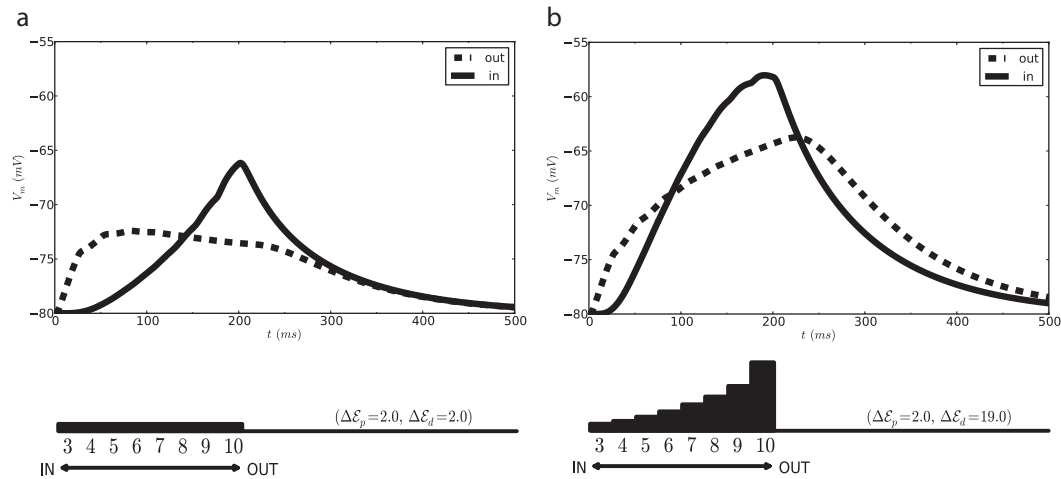 a
−55
−60
−65
−70
−75
−80
V_m (mV)
out
in
0 100 200 300 400 500
t (ms)
(Δℰ_p=2.0, Δℰ_d=2.0)
3 4 5 6 7 8 9 10
IN OUT
b
−55
−60
−65
−70
−75
−80
V_m (mV)
out
in
0 100 200 300 400 500
t (ms)
(Δℰ_p=2.0, Δℰ_d=19.0)
3 4 5 6 7 8 9 10
IN OUT